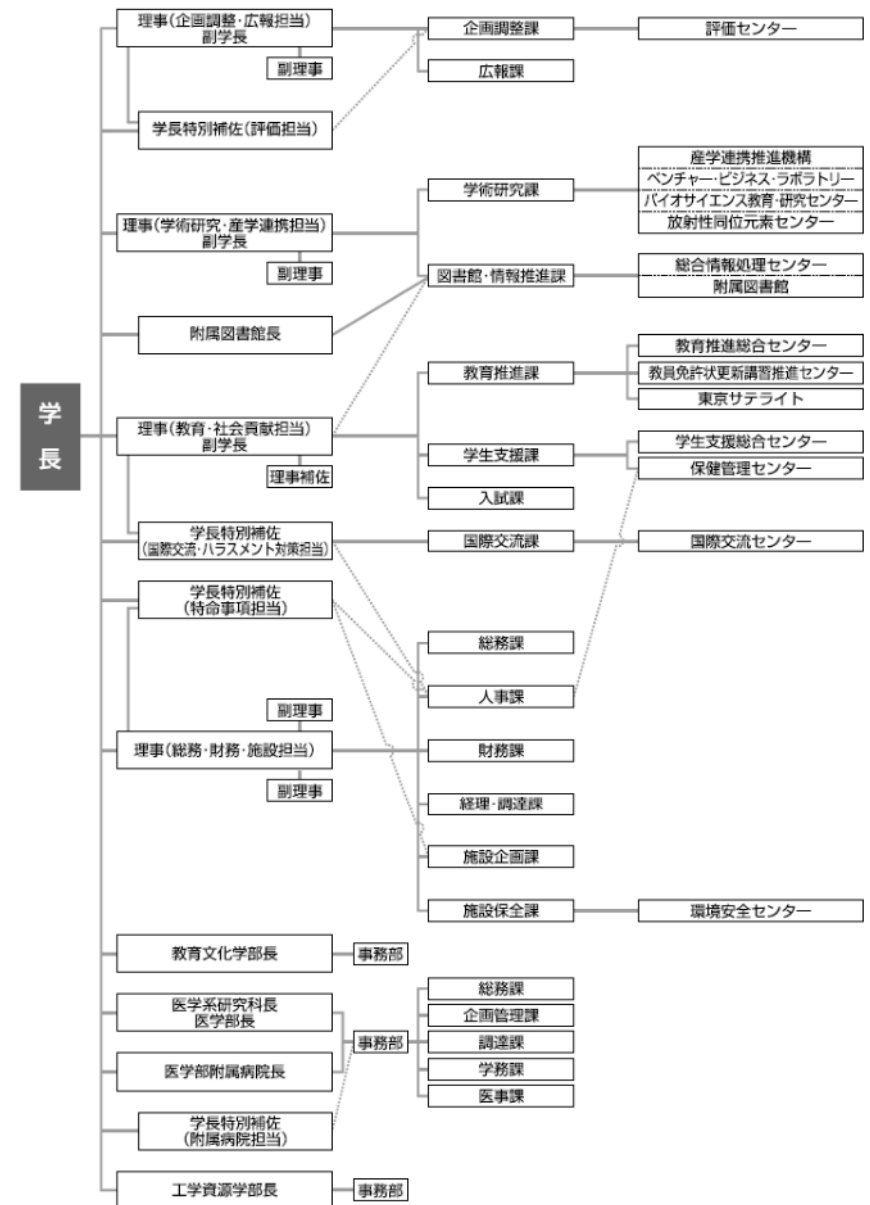 学長
理事(企画調整・広報担当)
副学長
副理事
学長特別補佐(評価担当)
企画調整課
評価センター
広報課
理事(学術研究・産学連携担当)
副学長
副理事
附属図書館長
学術研究課
産学連携推進機構
ベンチャー・ビジネス・ラボラトリー
バイオサイエンス教育・研究センター
放射性同位元素センター
図書館・情報推進課
総合情報処理センター
附属図書館
理事(教育・社会貢献担当)
副学長
理事補佐
教育推進課
教育推進総合センター
教員免許状更新講習推進センター
東京サテライト
学生支援課
学生支援総合センター
保健管理センター
入試課
学長特別補佐
(国際交流・ハラスメント対策担当)
国際交流課
国際交流センター
学長特別補佐
(特命事項担当)
副理事
理事(総務・財務・施設担当)
副理事
総務課
人事課
財務課
経理・調達課
施設企画課
施設保全課
環境安全センター
教育文化学部長
事務部
医学系研究科長
医学部長
医学部附属病院長
学長特別補佐
(附属病院担当)
事務部
総務課
企画管理課
調達課
学務課
医事課
工学資源学部長
事務部